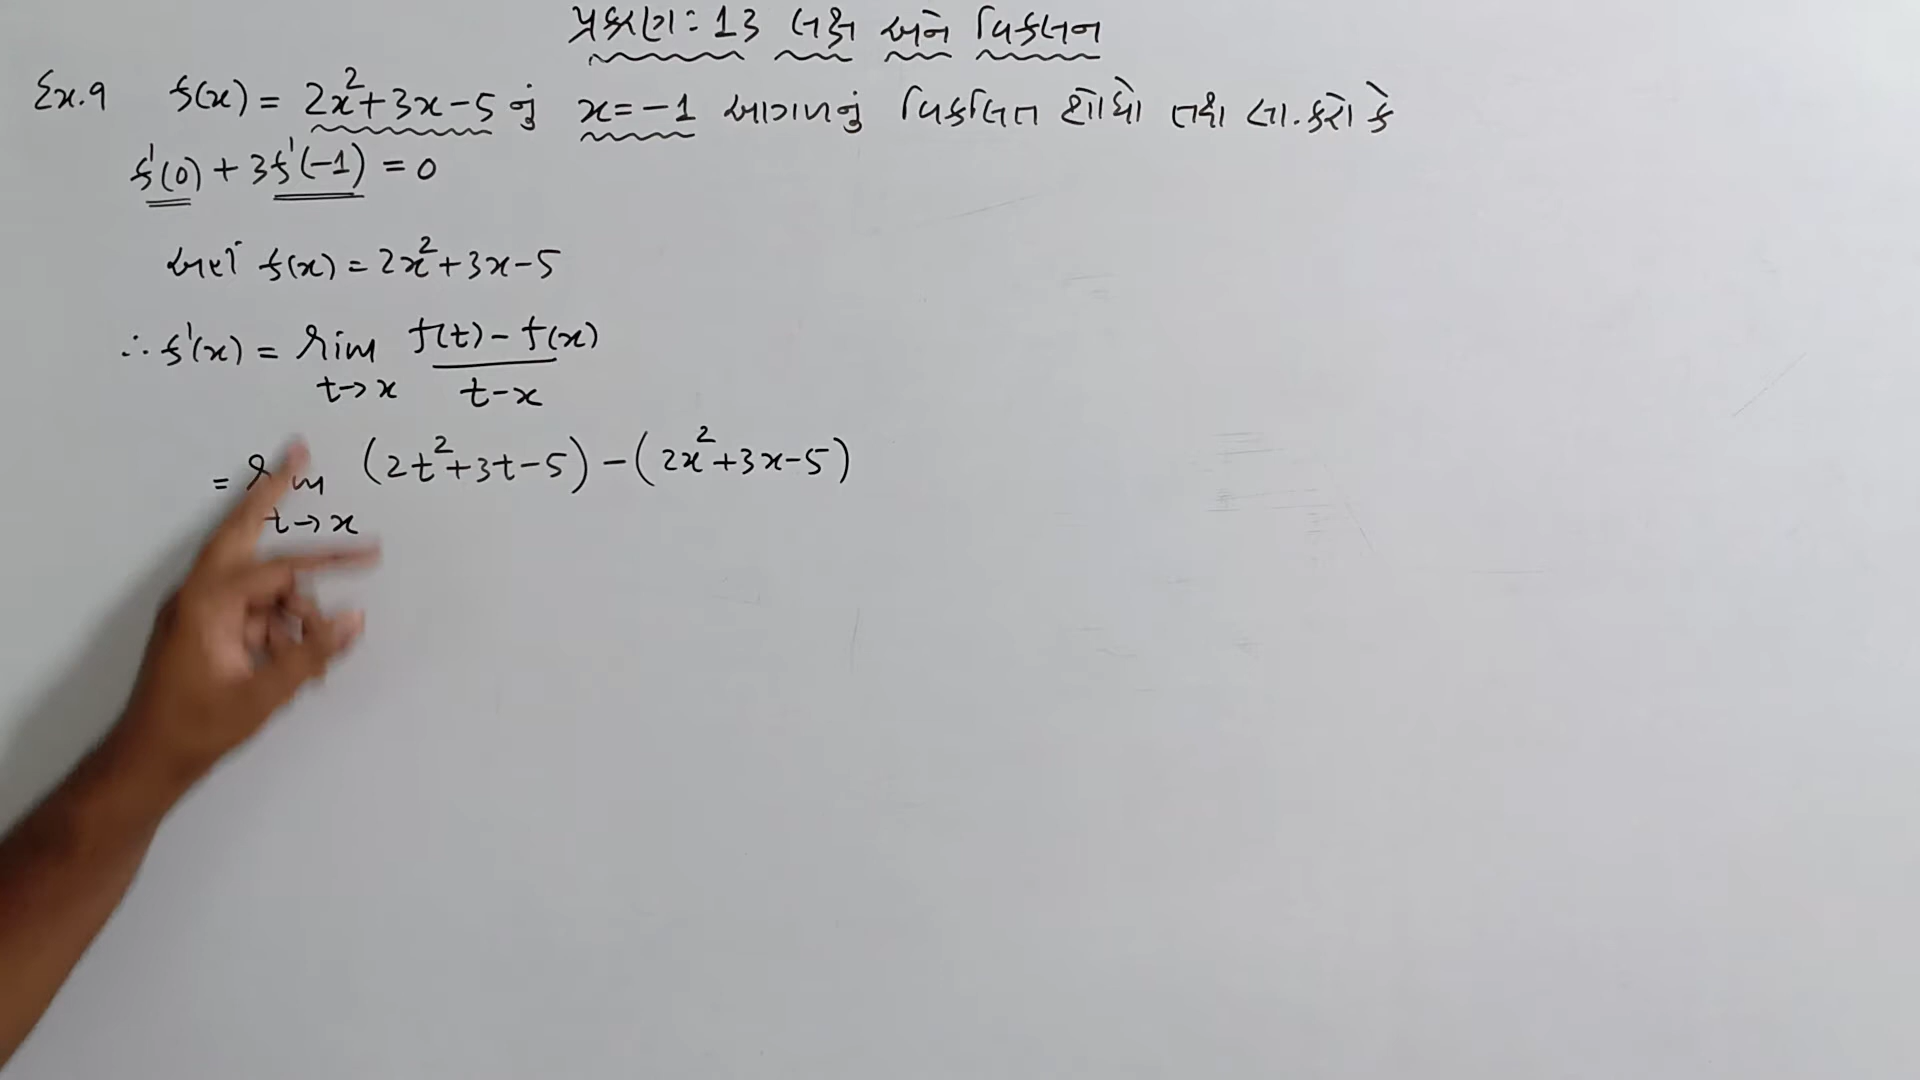 પ્રકરણ: 13 લક્ષ અને વિકલન
Ex.9 f(x) = 2x²+3x-5 નું x=-1 આગળનું વિકલિત શોધો તથા સા.કરો કે
f'(0) + 3f'(-1) = 0
અહીં f(x) = 2x²+3x-5
∴ f'(x) = lim f(t) - f(x)
t→x t-x
= lim (2t²+3t-5) - (2x²+3x-5)
t→x